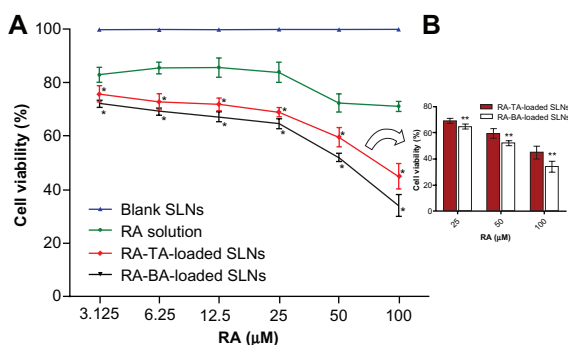 A
Cell viability (%)
100
80
60
40
20
0
3.125 6.25 12.5 25 50 100
RA (µM)
Blank SLNs
RA solution
RA-TA-loaded SLNs
RA-BA-loaded SLNs
* * * * * *
* * * * * *
B
Cell viability (%)
80
60
40
20
0
RA-TA-loaded SLNs
RA-BA-loaded SLNs
** ** **
25 50 100
RA (µM)